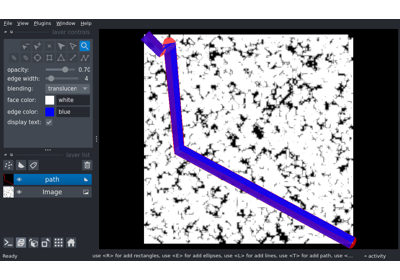 File View Plugins Window Help
layer controls
opacity: 0.70
edge width: 4
blending: translucen
face color: white
edge color: blue
display text:
layer list
path
Image
Ready
use <R> for add rectangles, use <E> for add ellipses, use <L> for add lines, use <T> for add path, use <...
activity